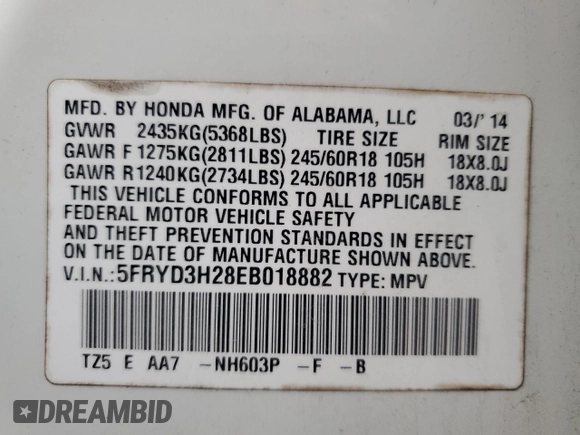 MFD. BY HONDA MFG. OF ALABAMA, LLC 03/'14
GVWR 2435KG(5368LBS) TIRE SIZE RIM SIZE
GAWR F 1275KG(2811LBS) 245/60R18 105H 18X8.0J
GAWR R1240KG(2734LBS) 245/60R18 105H 18X8.0J
THIS VEHICLE CONFORMS TO ALL APPLICABLE
FEDERAL MOTOR VEHICLE SAFETY
AND THEFT PREVENTION STANDARDS IN EFFECT
ON THE DATE OF MANUFACTURE SHOWN ABOVE.
V.I.N.:5FRYD3H28EB018882 TYPE: MPV
TZ5 E AA7 -NH603P -F -B
DREAMBID